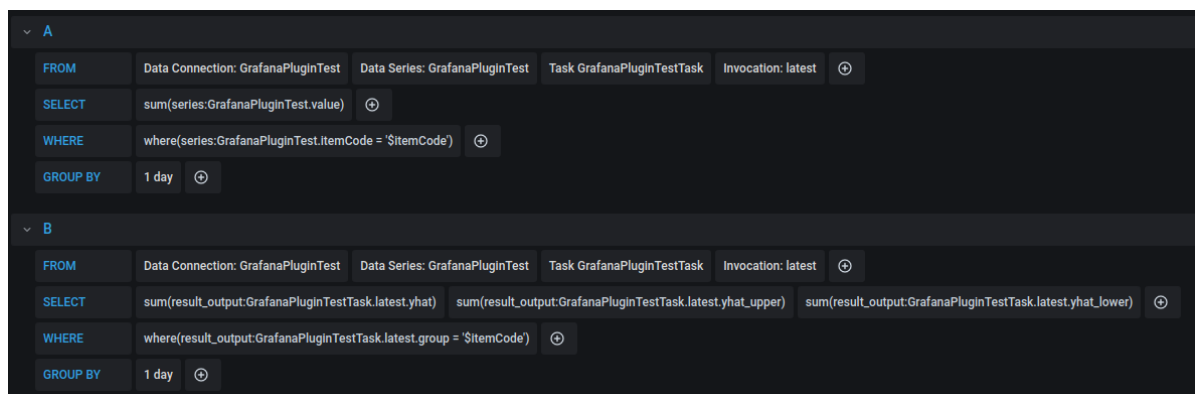 A
FROM Data Connection: GrafanaPluginTest Data Series: GrafanaPluginTest Task GrafanaPluginTestTask Invocation: latest
SELECT sum(series:GrafanaPluginTest.value)
WHERE where(series:GrafanaPluginTest.itemCode = '$itemCode')
GROUP BY 1 day
B
FROM Data Connection: GrafanaPluginTest Data Series: GrafanaPluginTest Task GrafanaPluginTestTask Invocation: latest
SELECT sum(result_output:GrafanaPluginTestTask.latest.yhat) sum(result_output:GrafanaPluginTestTask.latest.yhat_upper) sum(result_output:GrafanaPluginTestTask.latest.yhat_lower)
WHERE where(result_output:GrafanaPluginTestTask.latest.group = '$itemCode')
GROUP BY 1 day